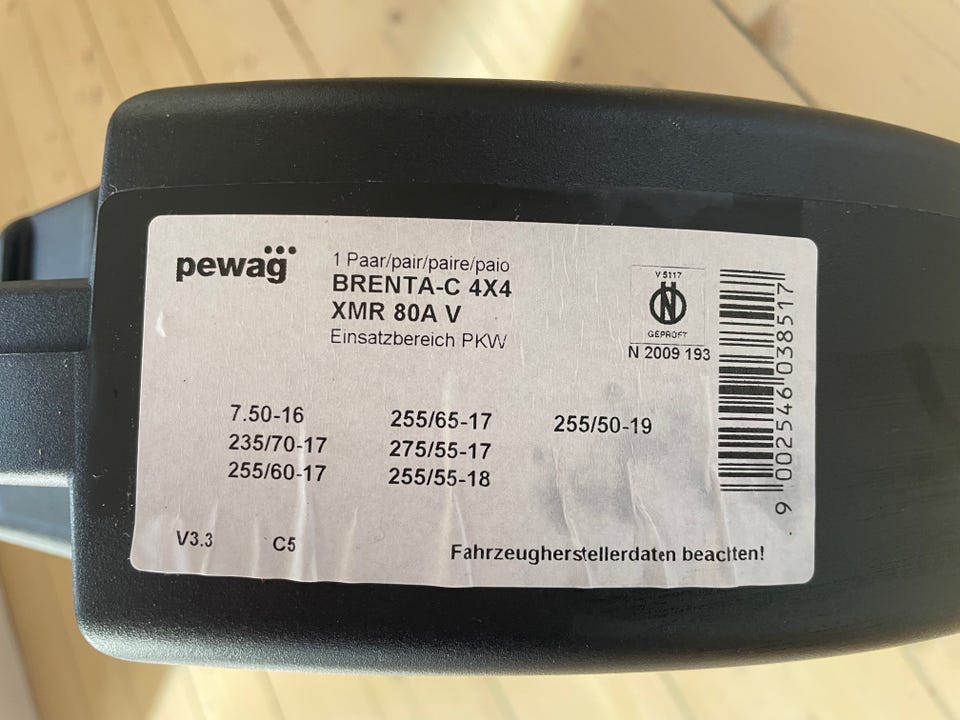 pewag
1 Paar/pair/paire/paio
BRENTA-C 4X4
XMR 80A V
Einsatzbereich PKW
V 5117
GEPRÜFT
N 2009 193
7.50-16
235/70-17
255/60-17
255/65-17
275/55-17
255/55-18
255/50-19
9 002546 038517
V3.3 C5
Fahrzeugherstellerdaten beachten!